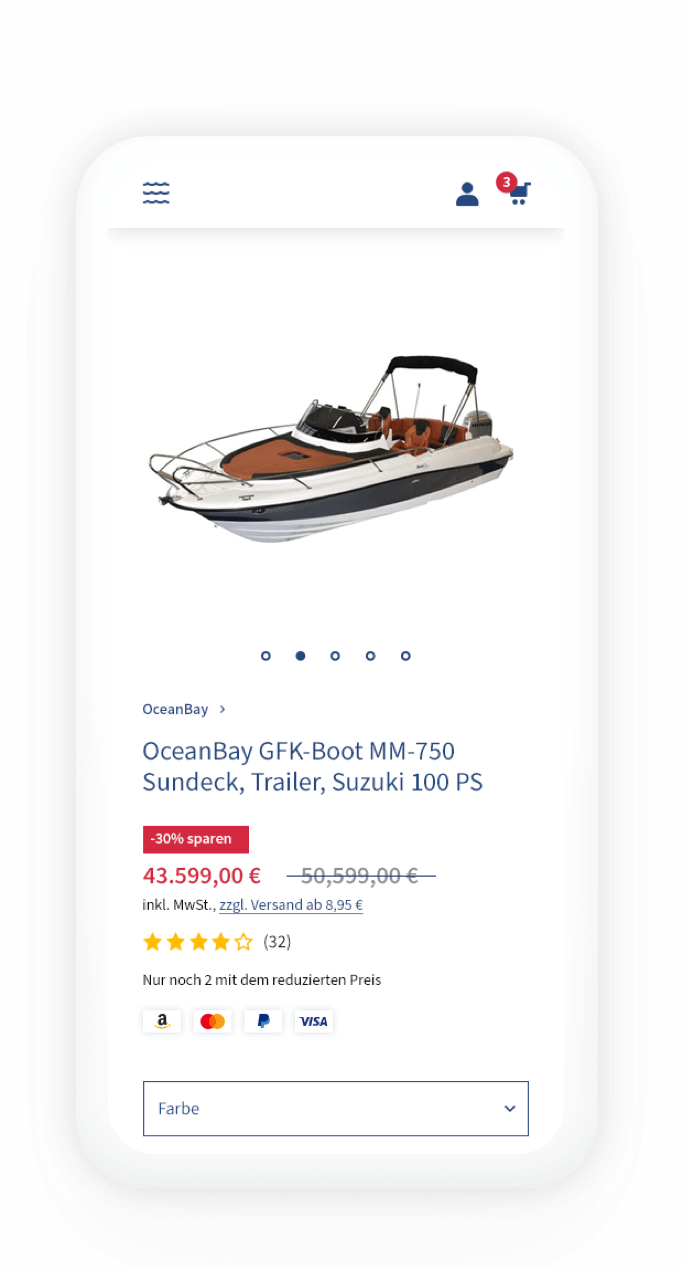 3
OceanBay
OceanBay GFK-Boot MM-750
Sundeck, Trailer, Suzuki 100 PS
-30% sparen
43.599,00 € 50,599,00 €
inkl. MwSt., zzgl. Versand ab 8,95 €
(32)
Nur noch 2 mit dem reduzierten Preis
a VISA
Farbe